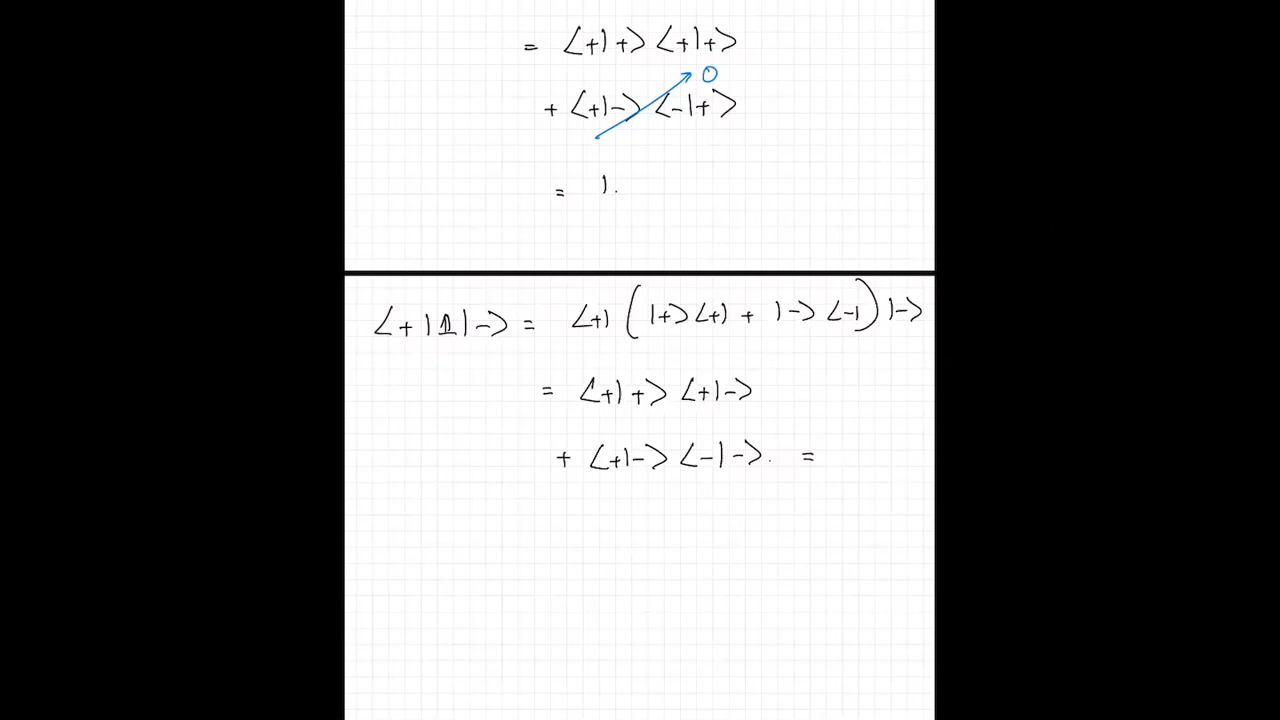 = ⟨+|+⟩ ⟨+|+⟩
0
+ ⟨+|-⟩ ⟨-|+⟩
= 1.
⟨+|𝟙|-⟩ = ⟨+| ( |+⟩⟨+| + |-⟩ ⟨-| ) |-⟩
= ⟨+|+⟩ ⟨+|-⟩
+ ⟨+|-⟩ ⟨-|-⟩. =